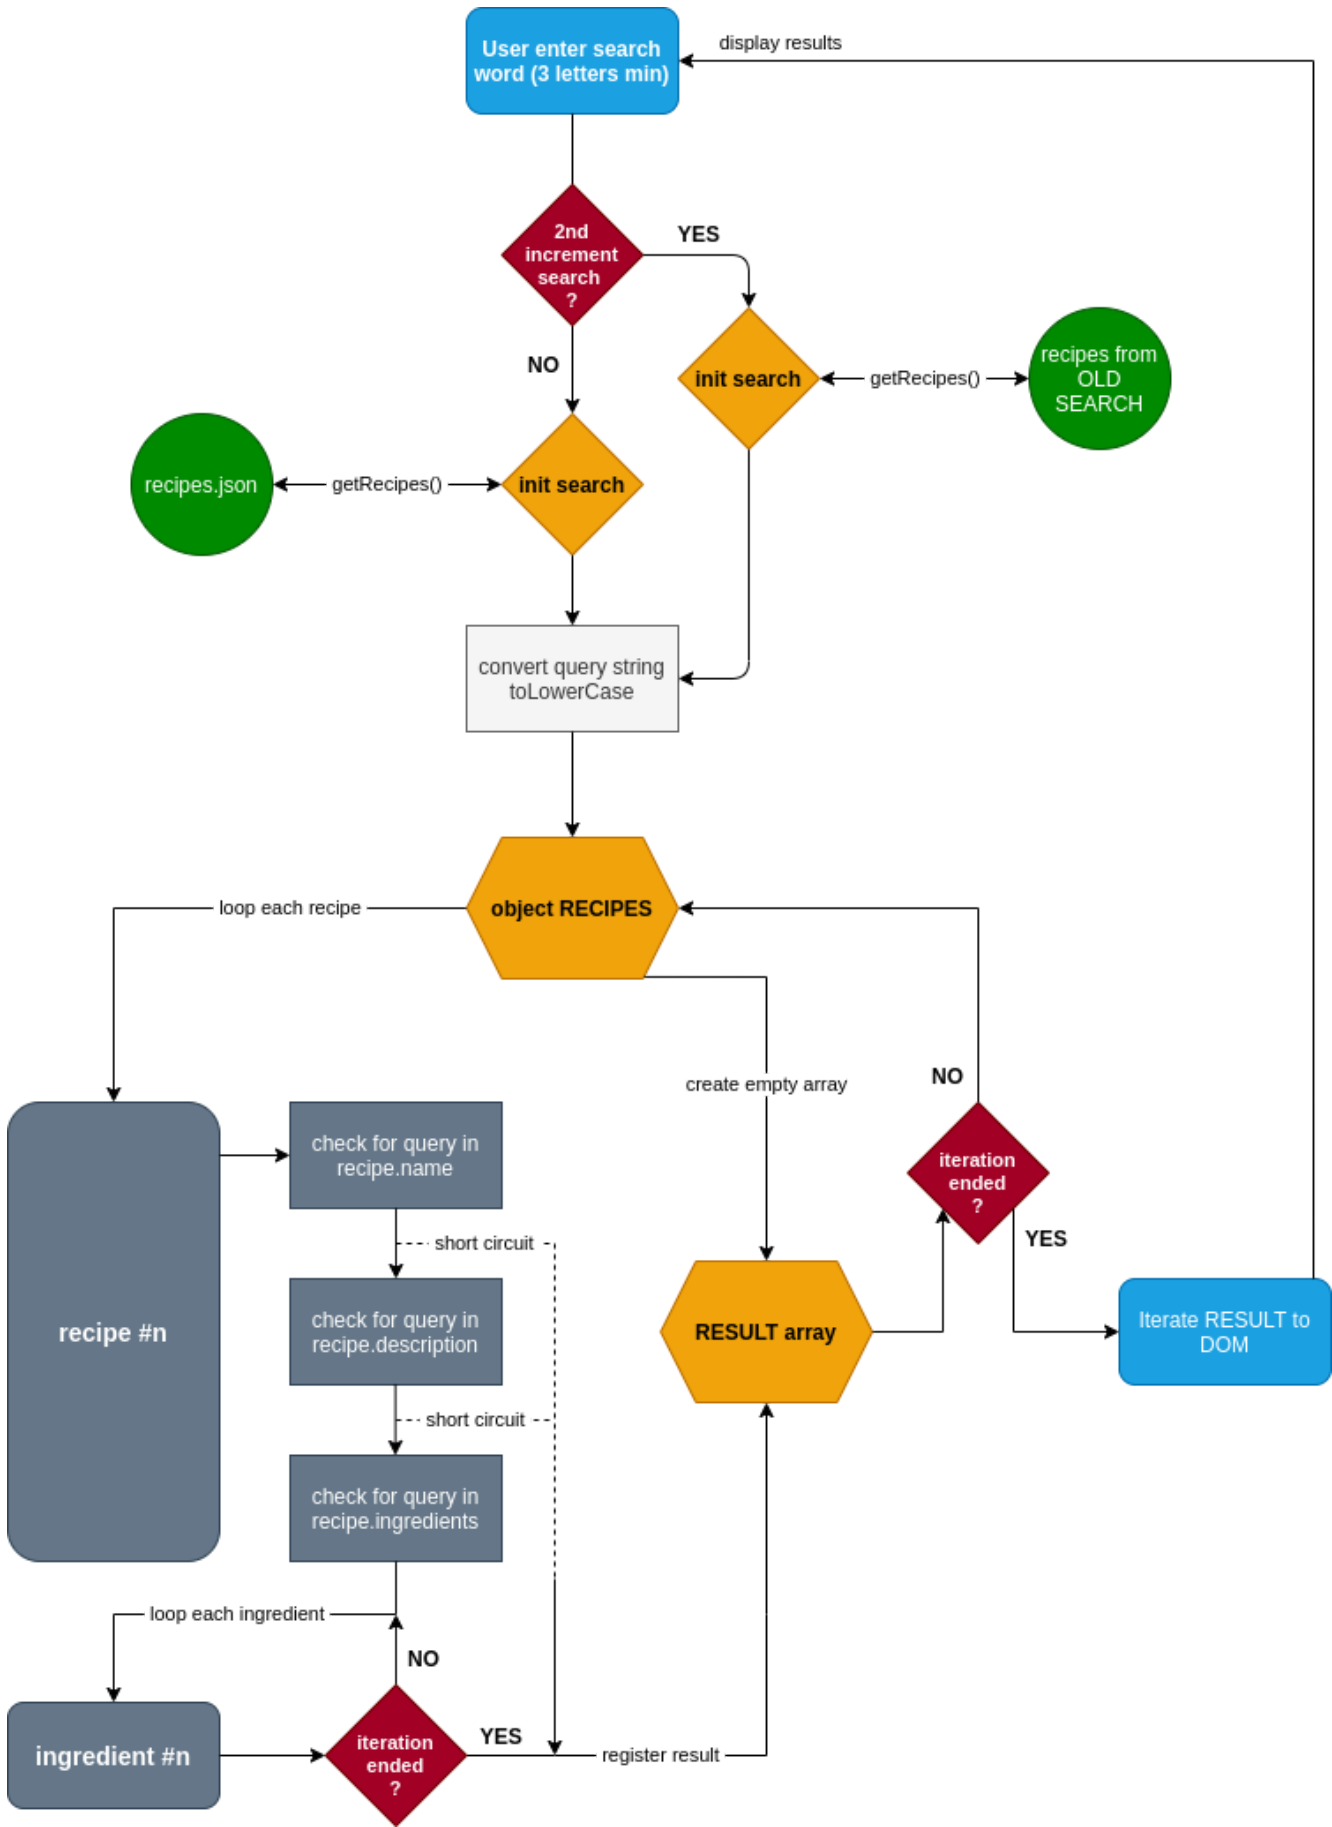 display results
User enter search
word (3 letters min)
2nd
increment
search
?
YES
NO
init search
getRecipes()
recipes from
OLD
SEARCH
recipes.json
getRecipes()
init search
convert query string
toLowerCase
loop each recipe
object RECIPES
create empty array
NO
iteration
ended
?
YES
check for query in
recipe.name
short circuit
recipe #n
check for query in
recipe.description
RESULT array
Iterate RESULT to
DOM
short circuit
check for query in
recipe.ingredients
loop each ingredient
NO
ingredient #n
iteration
ended
?
YES
register result